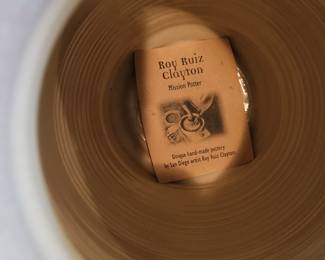 Roy Ruiz
Clayton
Mission Potter
Unique hand-made pottery
by San Diego artist Roy Ruiz Clayton